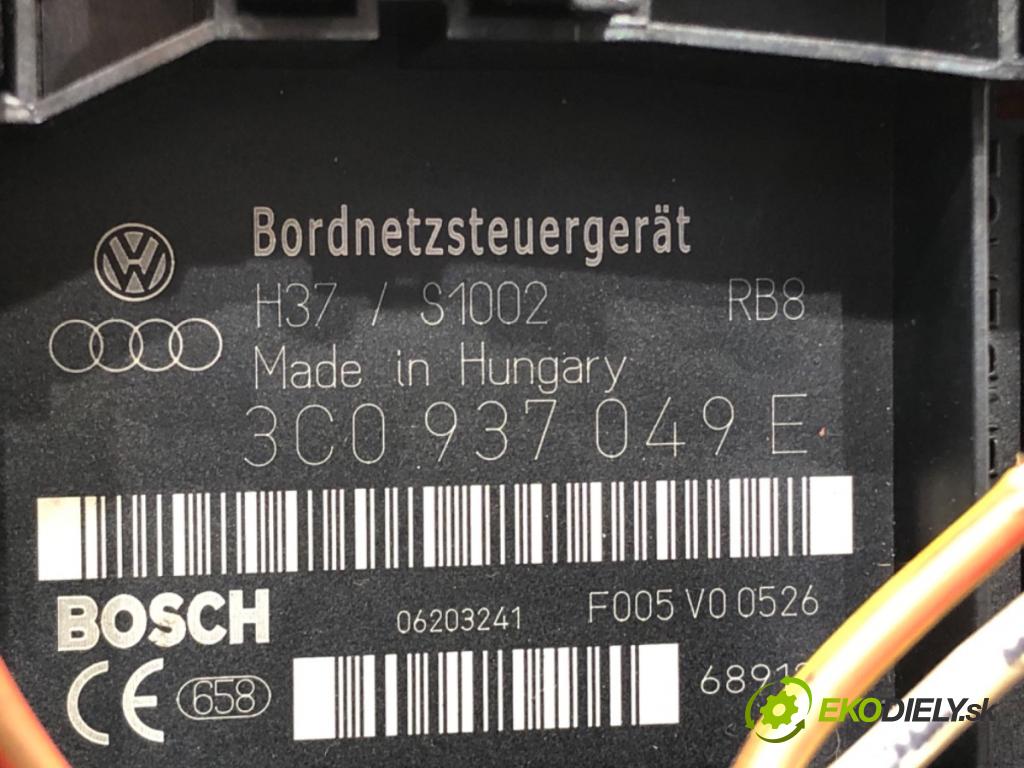 Bordnetzsteuergerät
H37 / S1002 RB8
Made in Hungary
3C0 937 049 E
BOSCH
06203241 F005 V0 0526
CE 658
EKODIELY.sk